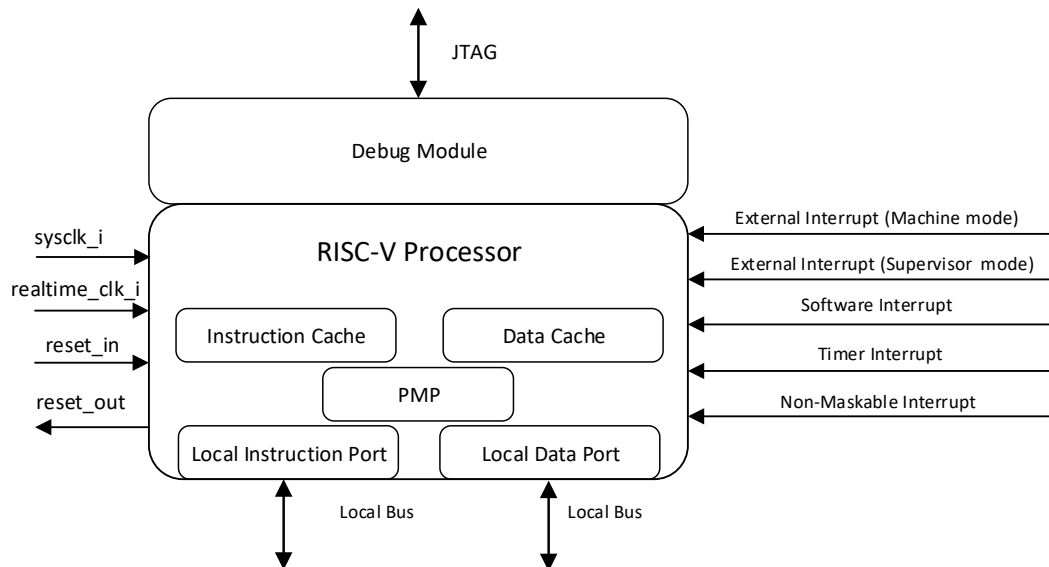 JTAG
Debug Module
RISC-V Processor
sysclk_i
realtime_clk_i
reset_in
reset_out
External Interrupt (Machine mode)
External Interrupt (Supervisor mode)
Software Interrupt
Timer Interrupt
Non-Maskable Interrupt
Instruction Cache
Data Cache
PMP
Local Instruction Port
Local Data Port
Local Bus
Local Bus